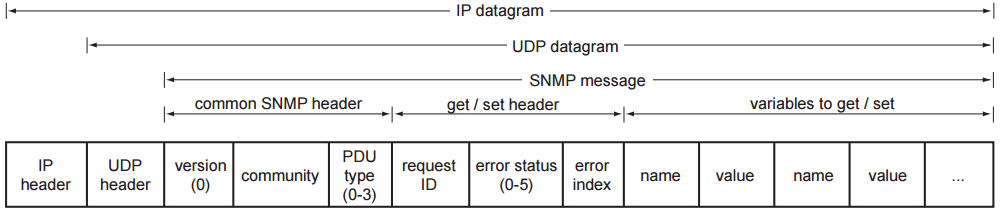 IP datagram
UDP datagram
SNMP message
common SNMP header
get / set header
variables to get / set
IP
header
UDP
header
version
(0)
community
PDU
type
(0-3)
request
ID
error status
(0-5)
error
index
name
value
name
value
...